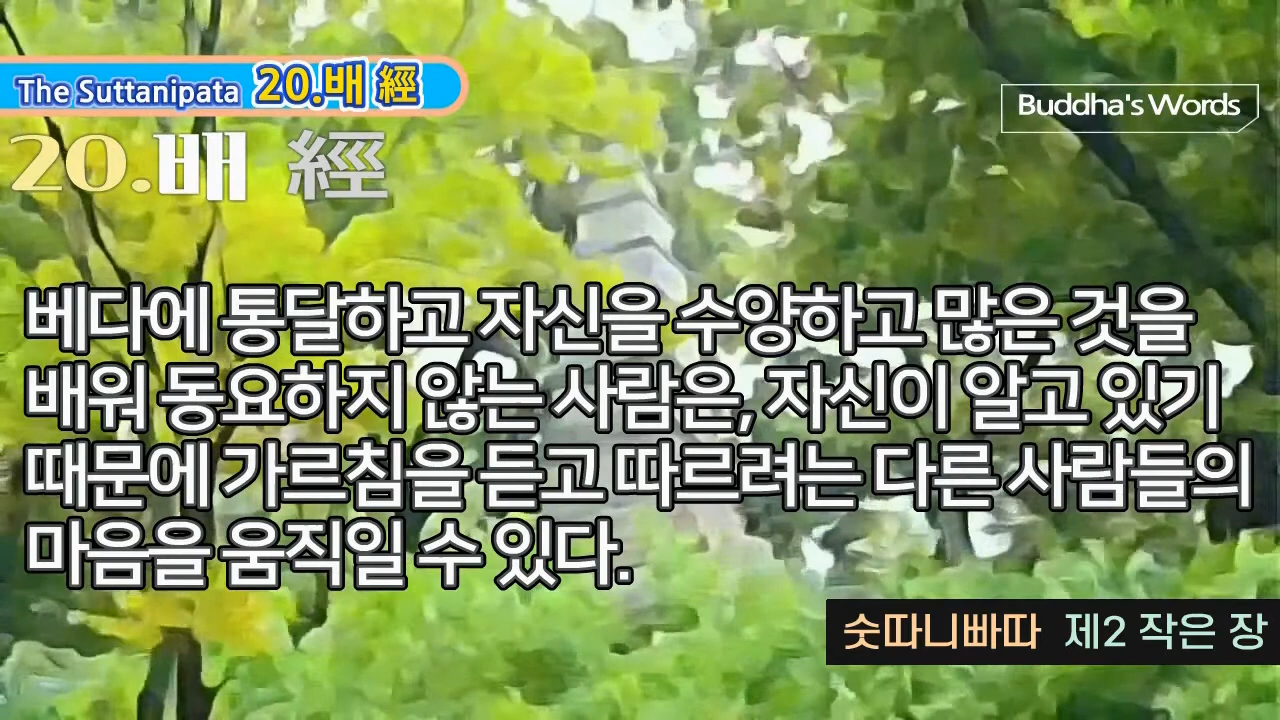 The Suttanipata 20.배 經
Buddha's Words
20.배 經
베다에 통달하고 자신을 수양하고 많은 것을
배워 동요하지 않는 사람은, 자신이 알고 있기
때문에 가르침을 듣고 따르려는 다른 사람들의
마음을 움직일 수 있다.
숫따니빠따 제2 작은 장